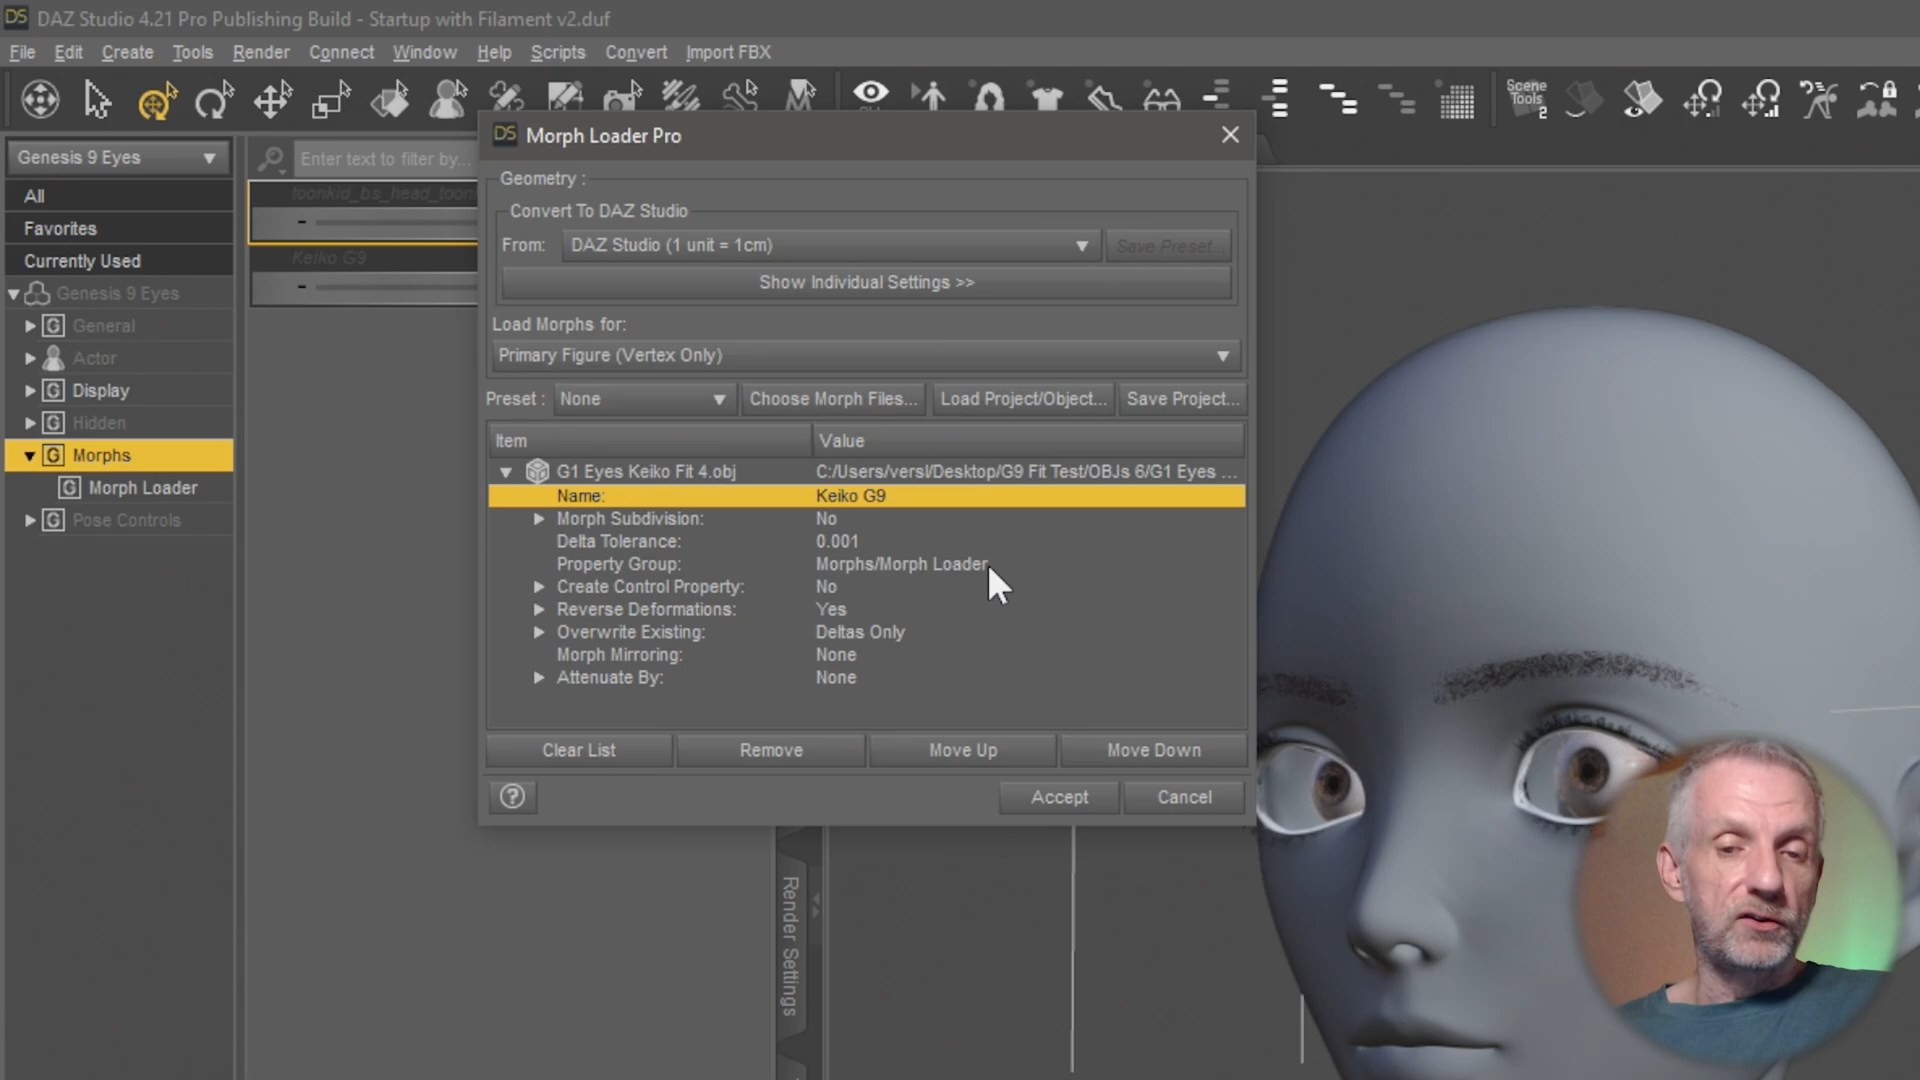 DS DAZ Studio 4.21 Pro Publishing Build - Startup with Filament v2.duf
File Edit Create Tools Render Connect Window Help Scripts Convert Import FBX
Scene
Tools
2
Genesis 9 Eyes
All
Favorites
Currently Used
Genesis 9 Eyes
G General
Actor
G Display
G Hidden
G Morphs
G Morph Loader
G Pose Controls
Enter text to filter by...
toonkid_bs_head_toon
Keiko G9
DS Morph Loader Pro
Geometry :
Convert To DAZ Studio
From: DAZ Studio (1 unit = 1cm) Save Preset...
Show Individual Settings >>
Load Morphs for:
Primary Figure (Vertex Only)
Preset : None Choose Morph Files... Load Project/Object... Save Project...
Item Value
G1 Eyes Keiko Fit 4.obj C:/Users/versl/Desktop/G9 Fit Test/OBJs 6/G1 Eyes ...
Name: Keiko G9
Morph Subdivision: No
Delta Tolerance: 0.001
Property Group: Morphs/Morph Loader
Create Control Property: No
Reverse Deformations: Yes
Overwrite Existing: Deltas Only
Morph Mirroring: None
Attenuate By: None
Clear List Remove Move Up Move Down
? Accept Cancel
Render Settings